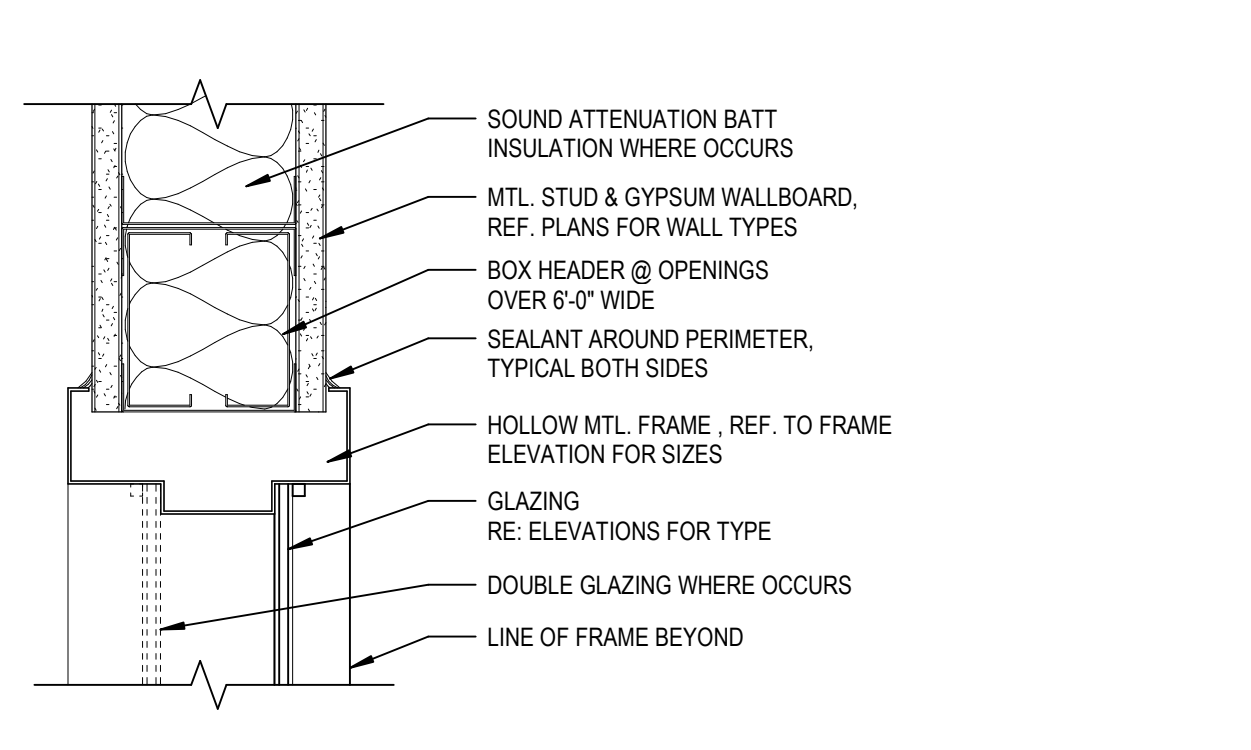 SOUND ATTENUATION BATT
INSULATION WHERE OCCURS
MTL. STUD & GYPSUM WALLBOARD,
REF. PLANS FOR WALL TYPES
BOX HEADER @ OPENINGS
OVER 6'-0" WIDE
SEALANT AROUND PERIMETER,
TYPICAL BOTH SIDES
HOLLOW MTL. FRAME , REF. TO FRAME
ELEVATION FOR SIZES
GLAZING
RE: ELEVATIONS FOR TYPE
DOUBLE GLAZING WHERE OCCURS
LINE OF FRAME BEYOND